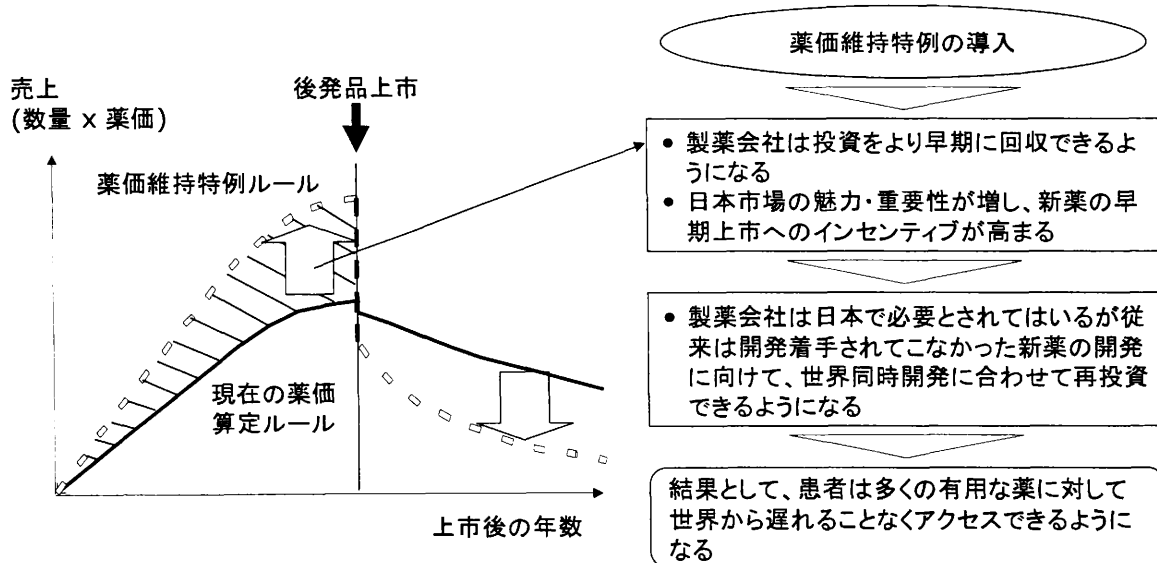 売上
(数量 x 薬価)
後発品上市
薬価維持特例ルール
現在の薬価
算定ルール
上市後の年数
薬価維持特例の導入
• 製薬会社は投資をより早期に回収できるよ
うになる
• 日本市場の魅力・重要性が増し、新薬の早
期上市へのインセンティブが高まる
• 製薬会社は日本で必要とされてはいるが従
来は開発着手されてこなかった新薬の開発
に向けて、世界同時開発に合わせて再投資
できるようになる
結果として、患者は多くの有用な薬に対して
世界から遅れることなくアクセスできるように
なる